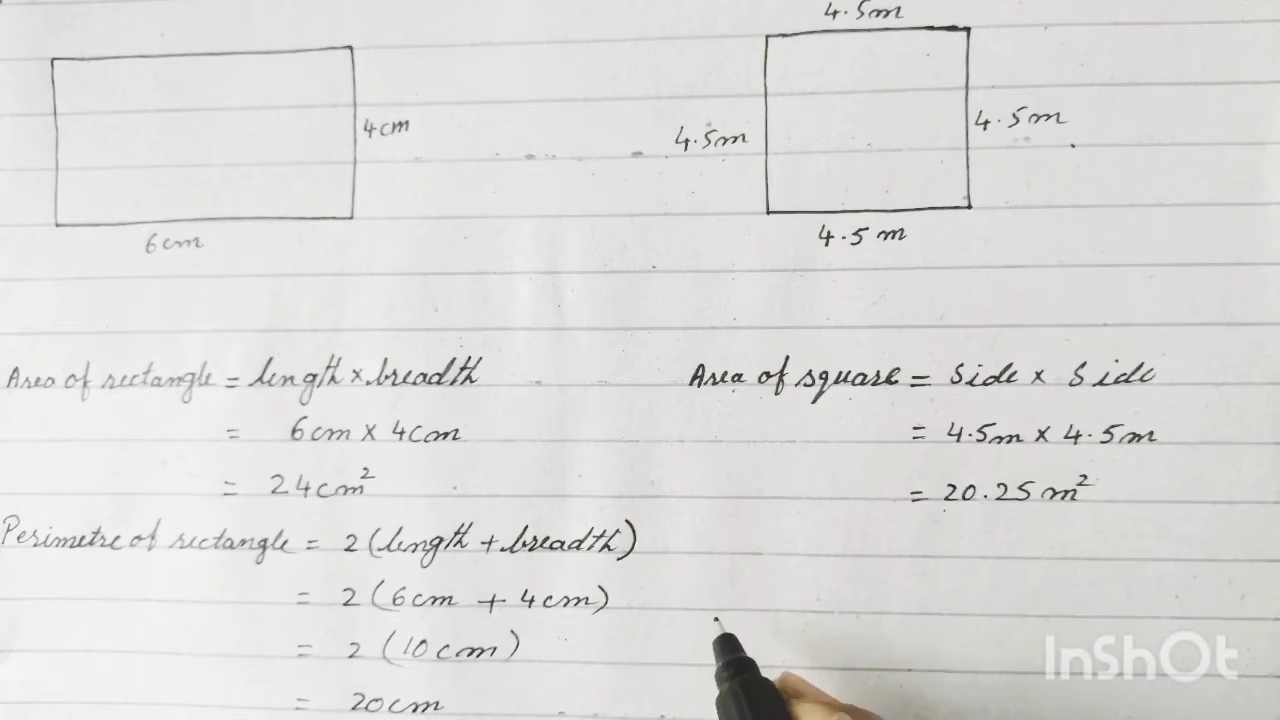 4.5m
4cm
4.5m
4.5m
6cm
4.5m
Area of rectangle = length × breadth
= 6cm × 4cm
= 24cm²
Perimetre of rectangle = 2(length + breadth)
= 2(6cm + 4cm)
= 2(10cm)
= 20cm
Area of square = Side × Side
= 4.5m × 4.5m
= 20.25m²
InShOt